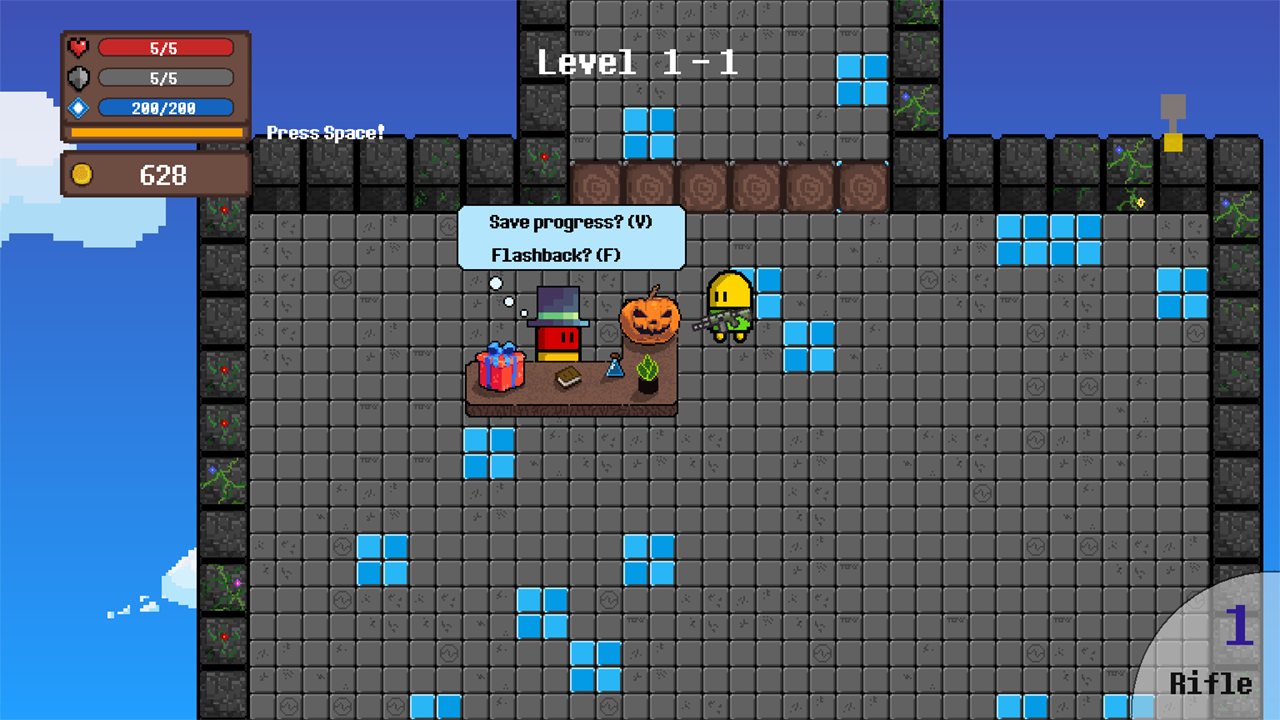 5/5
5/5
200/200
Press Space!
628
Level 1-1
Save progress? (V)
Flashback? (F)
1
Rifle